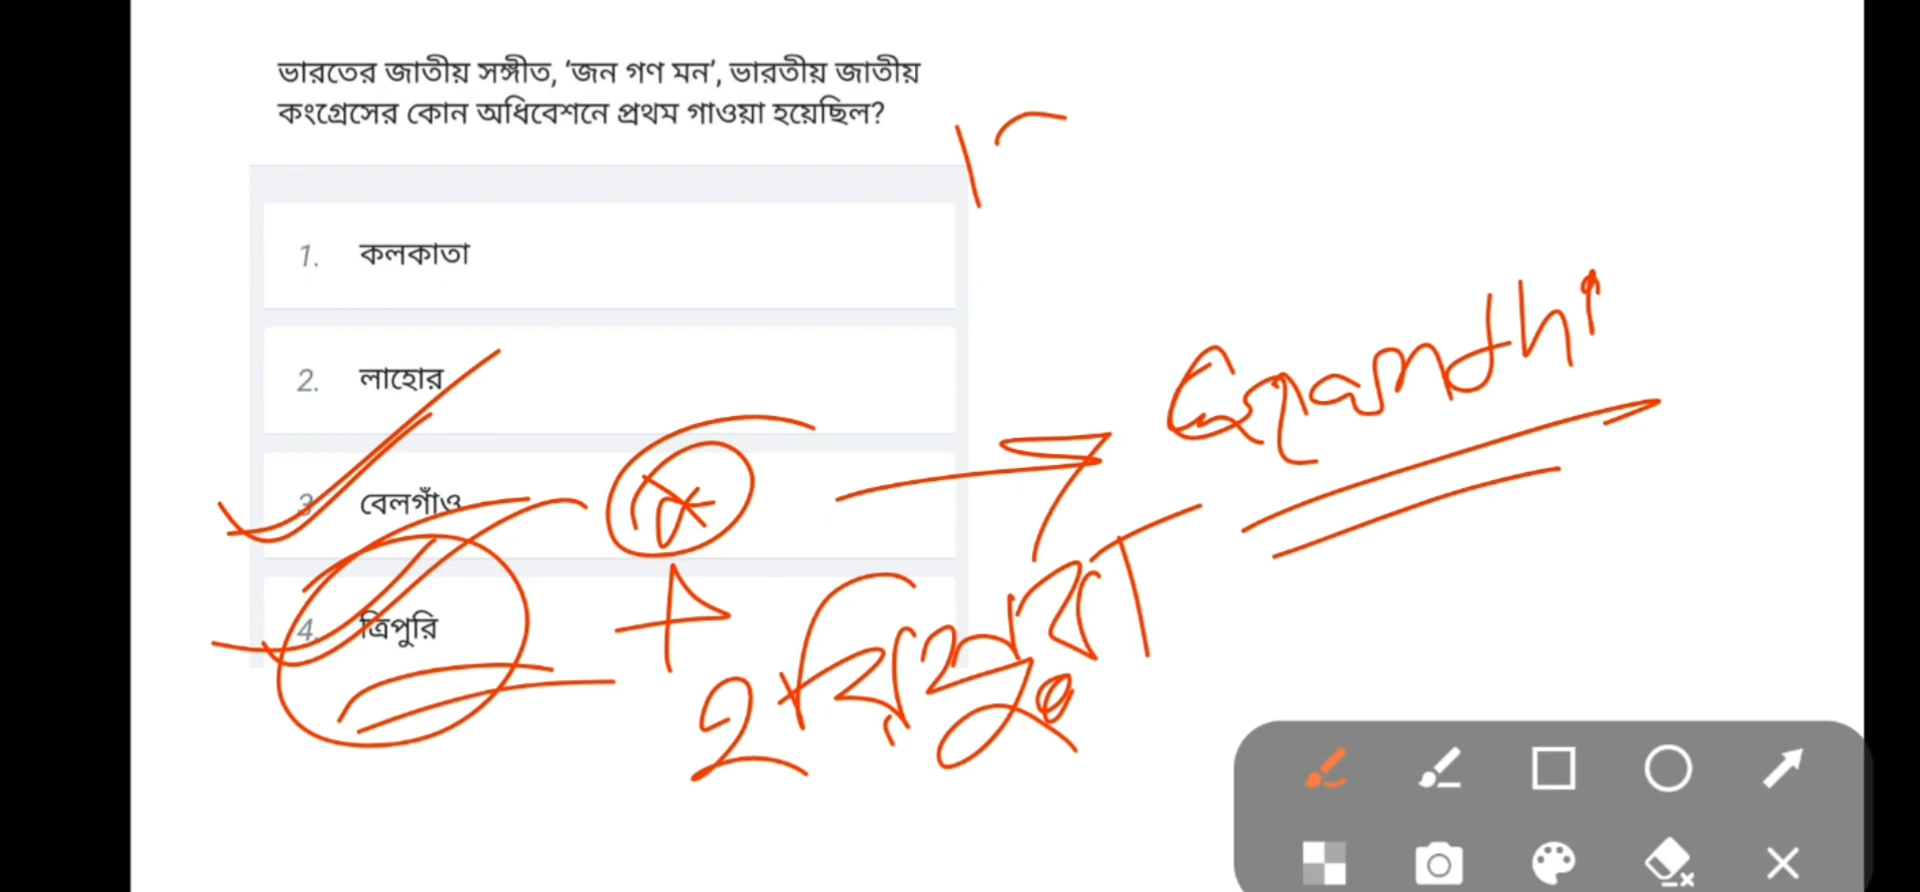 ভারতের জাতীয় সঙ্গীত, ‘জন গণ মন’, ভারতীয় জাতীয়
কংগ্রেসের কোন অধিবেশনে প্রথম গাওয়া হয়েছিল?
1. কলকাতা
2. লাহোর
3. বেলগাঁও
4. ত্রিপুরি
Gandhi